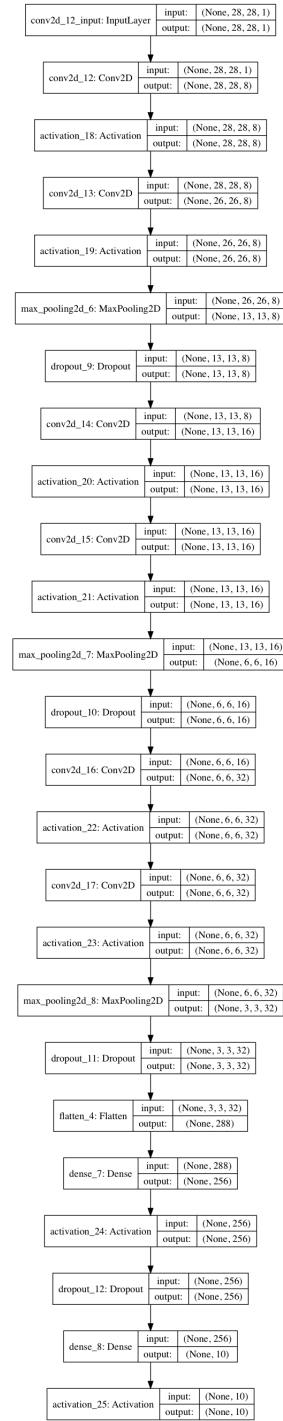 conv2d_12_input: InputLayer
input: (None, 28, 28, 1)
output: (None, 28, 28, 1)
conv2d_12: Conv2D
input: (None, 28, 28, 1)
output: (None, 28, 28, 8)
activation_18: Activation
input: (None, 28, 28, 8)
output: (None, 28, 28, 8)
conv2d_13: Conv2D
input: (None, 28, 28, 8)
output: (None, 26, 26, 8)
activation_19: Activation
input: (None, 26, 26, 8)
output: (None, 26, 26, 8)
max_pooling2d_6: MaxPooling2D
input: (None, 26, 26, 8)
output: (None, 13, 13, 8)
dropout_9: Dropout
input: (None, 13, 13, 8)
output: (None, 13, 13, 8)
conv2d_14: Conv2D
input: (None, 13, 13, 8)
output: (None, 13, 13, 16)
activation_20: Activation
input: (None, 13, 13, 16)
output: (None, 13, 13, 16)
conv2d_15: Conv2D
input: (None, 13, 13, 16)
output: (None, 13, 13, 16)
activation_21: Activation
input: (None, 13, 13, 16)
output: (None, 13, 13, 16)
max_pooling2d_7: MaxPooling2D
input: (None, 13, 13, 16)
output: (None, 6, 6, 16)
dropout_10: Dropout
input: (None, 6, 6, 16)
output: (None, 6, 6, 16)
conv2d_16: Conv2D
input: (None, 6, 6, 16)
output: (None, 6, 6, 32)
activation_22: Activation
input: (None, 6, 6, 32)
output: (None, 6, 6, 32)
conv2d_17: Conv2D
input: (None, 6, 6, 32)
output: (None, 6, 6, 32)
activation_23: Activation
input: (None, 6, 6, 32)
output: (None, 6, 6, 32)
max_pooling2d_8: MaxPooling2D
input: (None, 6, 6, 32)
output: (None, 3, 3, 32)
dropout_11: Dropout
input: (None, 3, 3, 32)
output: (None, 3, 3, 32)
flatten_4: Flatten
input: (None, 3, 3, 32)
output: (None, 288)
dense_7: Dense
input: (None, 288)
output: (None, 256)
activation_24: Activation
input: (None, 256)
output: (None, 256)
dropout_12: Dropout
input: (None, 256)
output: (None, 256)
dense_8: Dense
input: (None, 256)
output: (None, 10)
activation_25: Activation
input: (None, 10)
output: (None, 10)